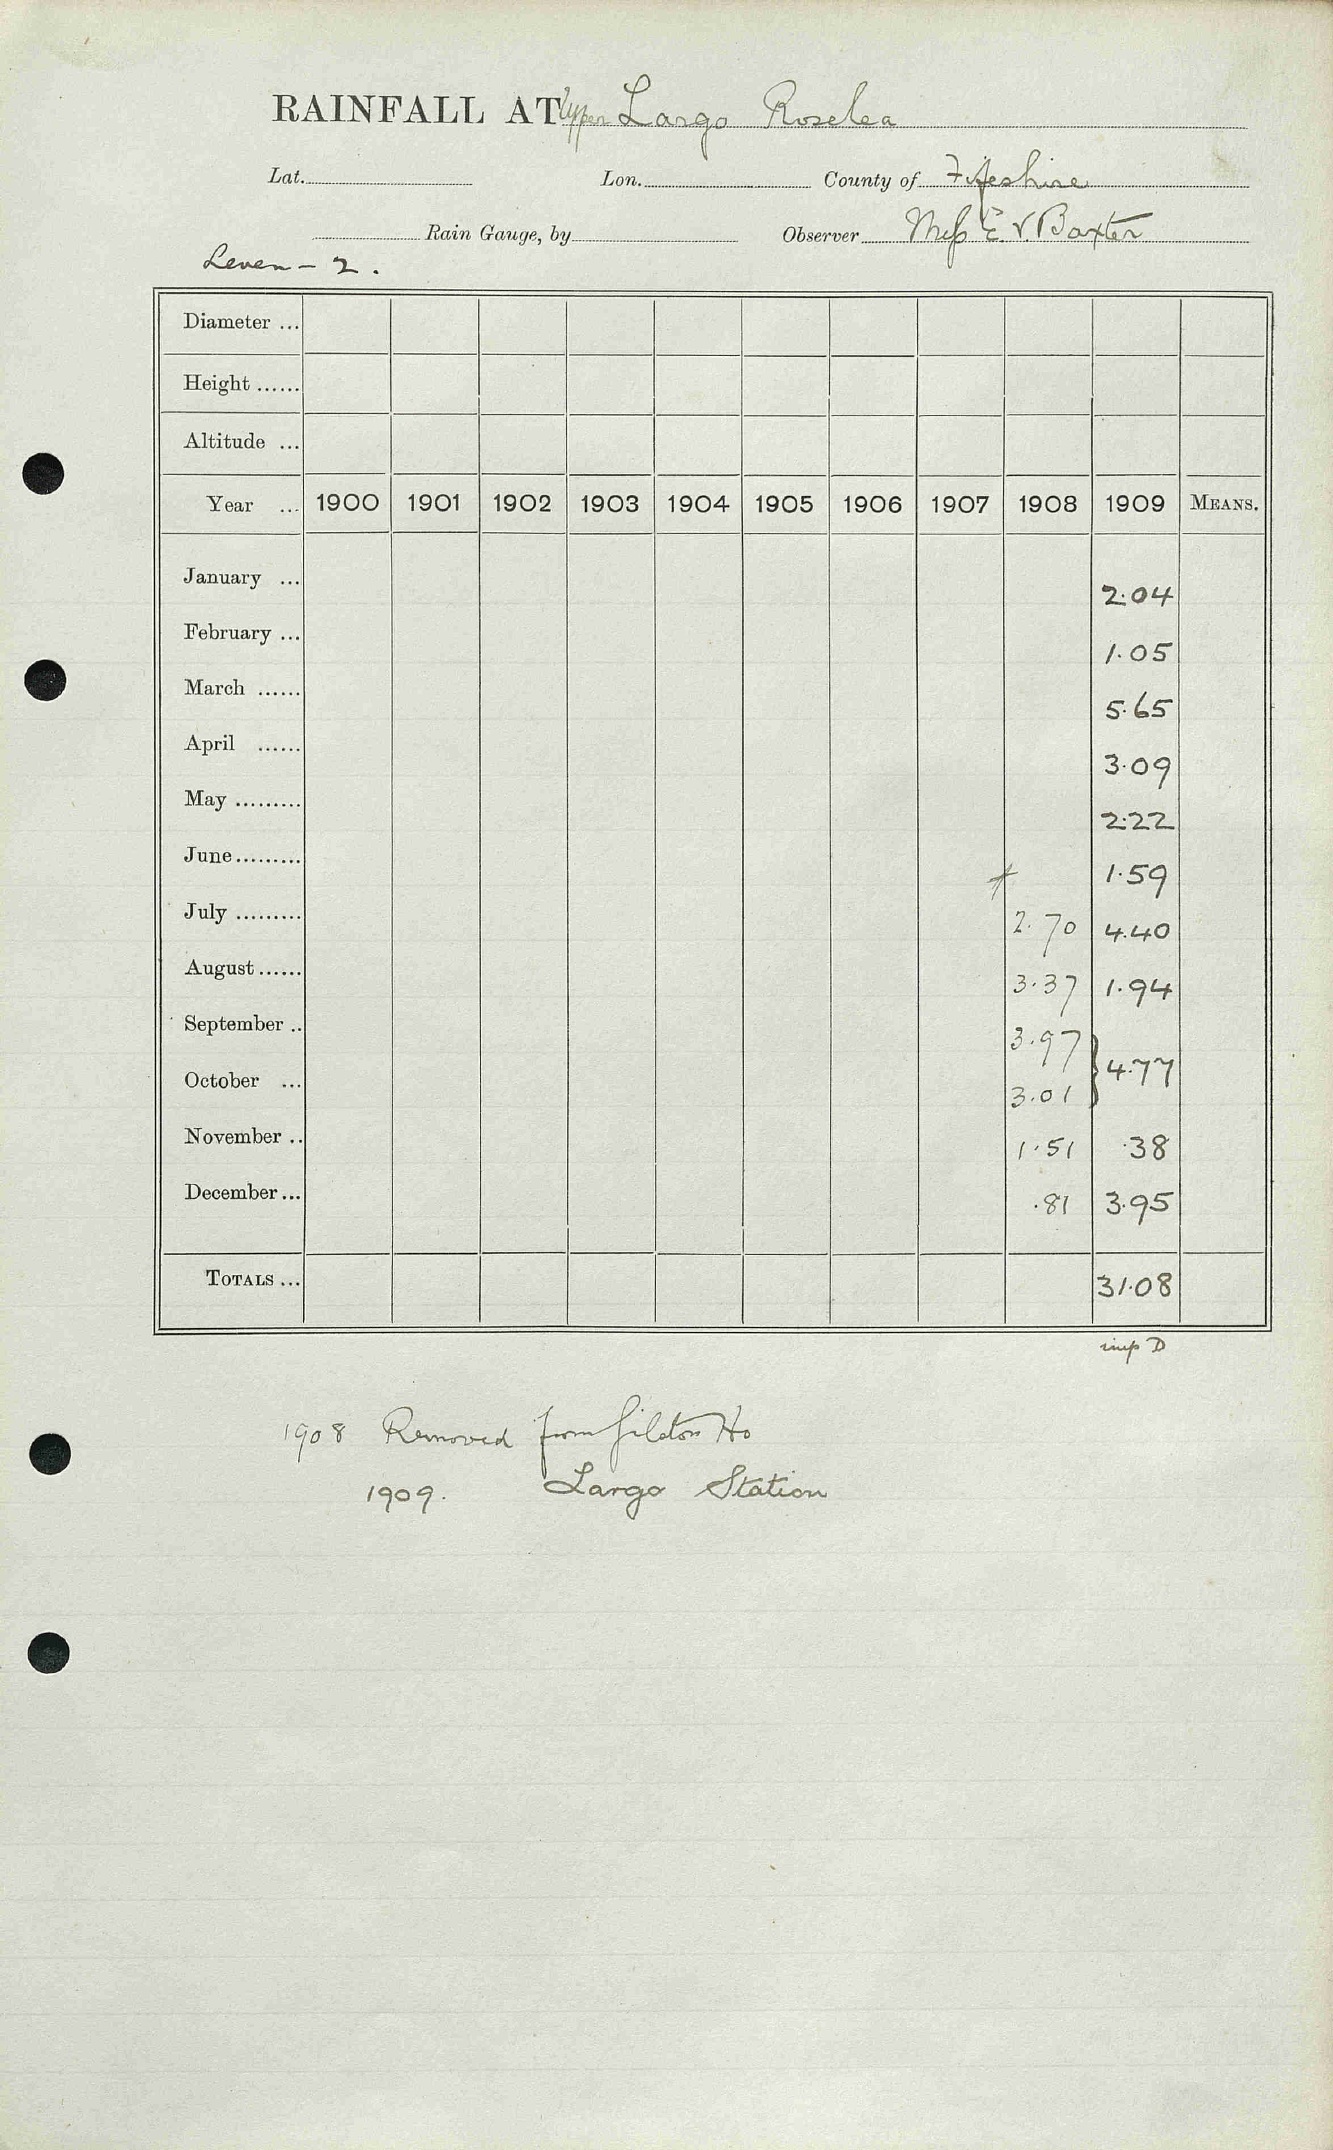 RAINFALL AT Upper Largo Roselea
Lat. Lon. County of Fifeshire
Rain Gauge, by Observer Miss E V. Baxter
Leven - 2.
Diameter ...
Height ......
Altitude ...
Year ... 1900 1901 1902 1903 1904 1905 1906 1907 1908 1909 MEANS.
January ... 2.04
February ... 1.05
March ...... 5.65
April ...... 3.09
May ......... 2.22
June ......... 1.59
July ......... 2.70 4.40
August ...... 3.37 1.94
September .. 3.97
October ... 3.01 } 4.77
November .. 1.51 .38
December ... .81 3.95
TOTALS ... 31.08
imp D
1908 Removed from Gilston Ho
1909. Largo Station